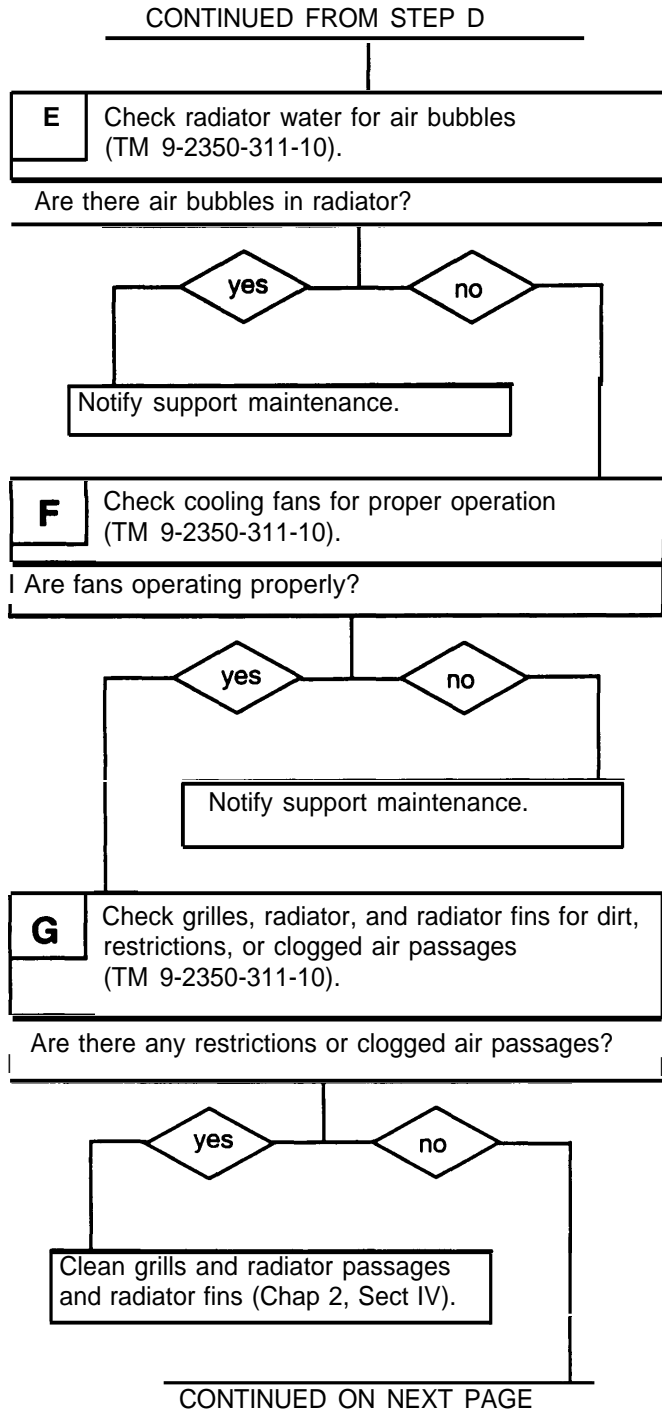 CONTINUED FROM STEP D
E
Check radiator water for air bubbles
(TM 9-2350-311-10).
Are there air bubbles in radiator?
yes
no
Notify support maintenance.
F
Check cooling fans for proper operation
(TM 9-2350-311-10).
Are fans operating properly?
yes
no
Notify support maintenance.
G
Check grilles, radiator, and radiator fins for dirt,
restrictions, or clogged air passages
(TM 9-2350-311-10).
Are there any restrictions or clogged air passages?
yes
no
Clean grills and radiator passages
and radiator fins (Chap 2, Sect IV).
CONTINUED ON NEXT PAGE